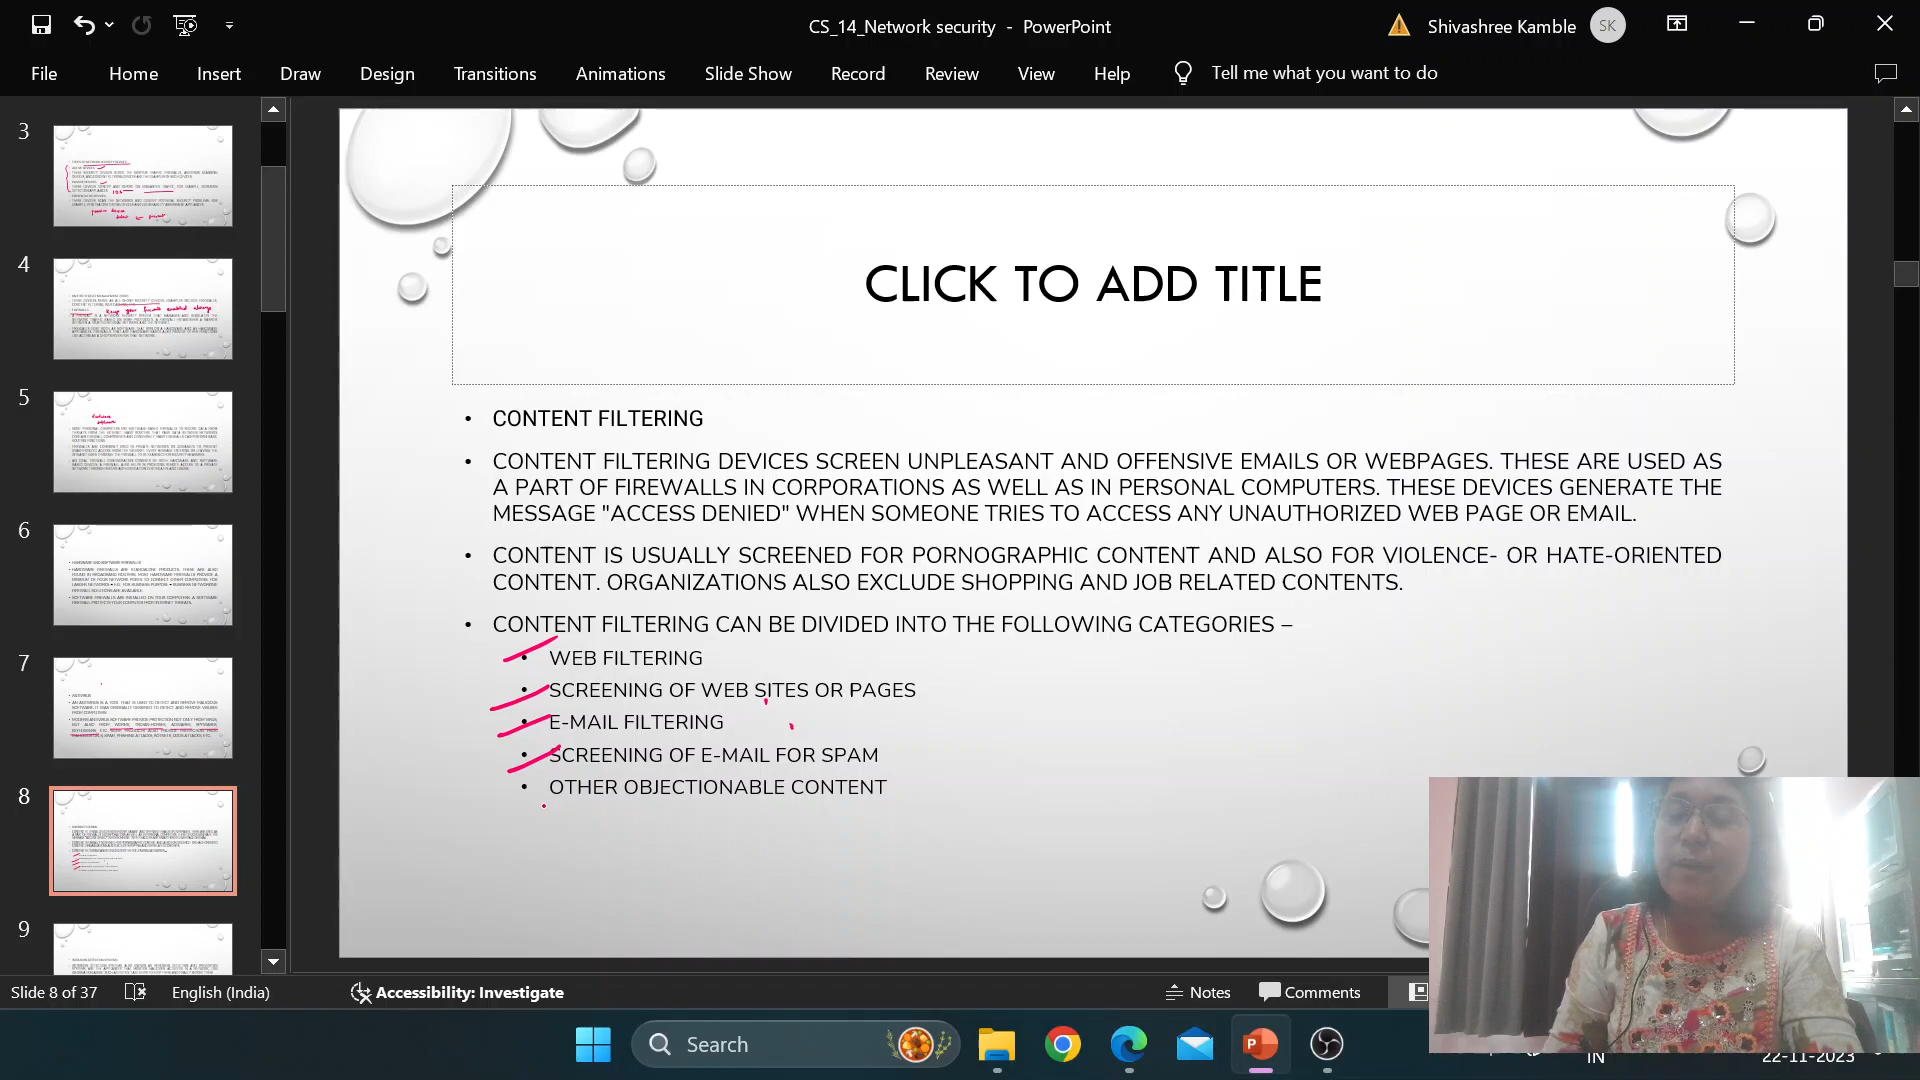 CS_14_Network security - PowerPoint
Shivashree Kamble
SK
File
Home
Insert
Draw
Design
Transitions
Animations
Slide Show
Record
Review
View
Help
Tell me what you want to do
3
4
5
6
7
8
9
CLICK TO ADD TITLE
• CONTENT FILTERING
• CONTENT FILTERING DEVICES SCREEN UNPLEASANT AND OFFENSIVE EMAILS OR WEBPAGES. THESE ARE USED AS
A PART OF FIREWALLS IN CORPORATIONS AS WELL AS IN PERSONAL COMPUTERS. THESE DEVICES GENERATE THE
MESSAGE "ACCESS DENIED" WHEN SOMEONE TRIES TO ACCESS ANY UNAUTHORIZED WEB PAGE OR EMAIL.
• CONTENT IS USUALLY SCREENED FOR PORNOGRAPHIC CONTENT AND ALSO FOR VIOLENCE- OR HATE-ORIENTED
CONTENT. ORGANIZATIONS ALSO EXCLUDE SHOPPING AND JOB RELATED CONTENTS.
• CONTENT FILTERING CAN BE DIVIDED INTO THE FOLLOWING CATEGORIES –
• WEB FILTERING
• SCREENING OF WEB SITES OR PAGES
• E-MAIL FILTERING
• SCREENING OF E-MAIL FOR SPAM
• OTHER OBJECTIONABLE CONTENT
Slide 8 of 37
English (India)
Accessibility: Investigate
Notes
Comments
Search
IN
22-11-2023